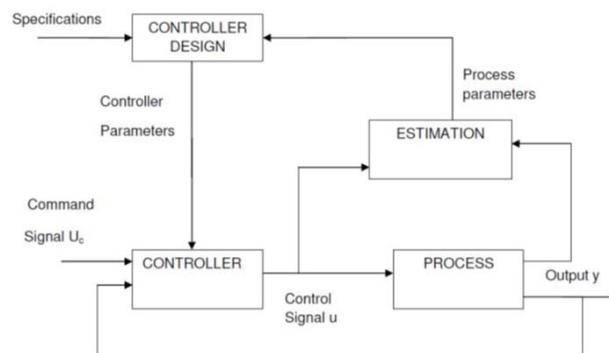 Specifications
CONTROLLER
DESIGN
Process
parameters
Controller
Parameters
ESTIMATION
Command
Signal Uc
CONTROLLER
PROCESS
Output y
Control
Signal u